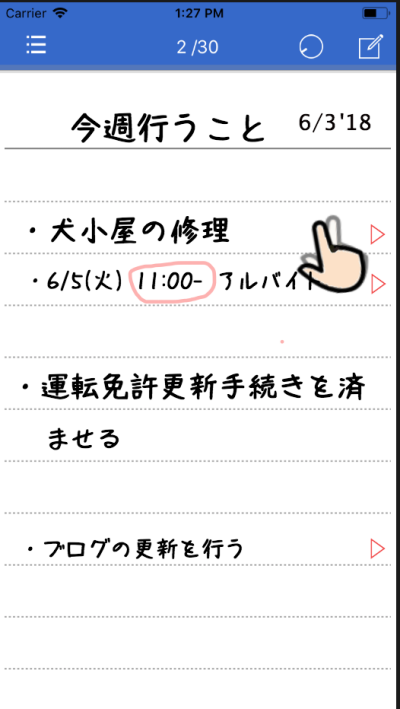 Carrier 1:27 PM
2 /30
今週行うこと 6/3'18
・犬小屋の修理
・6/5(火) 11:00- アルバイト
・運転免許更新手続きを済
ませる
・ブログの更新を行う